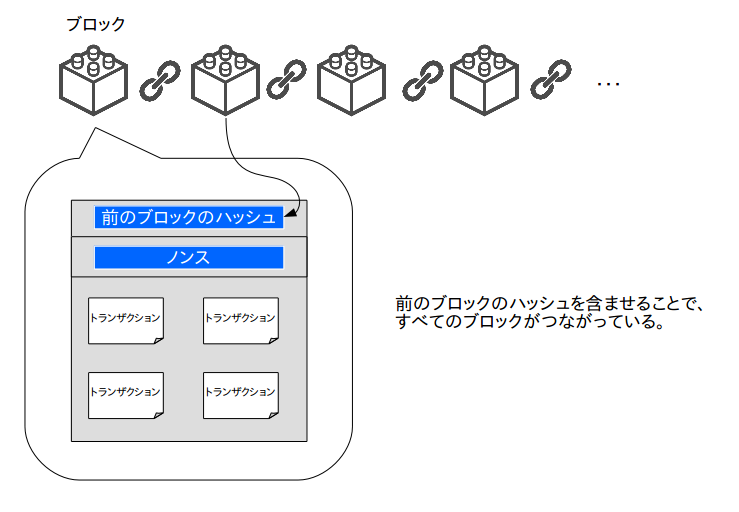 ブロック
…
前のブロックのハッシュ
ノンス
トランザクション
トランザクション
トランザクション
トランザクション
前のブロックのハッシュを含ませることで、
すべてのブロックがつながっている。